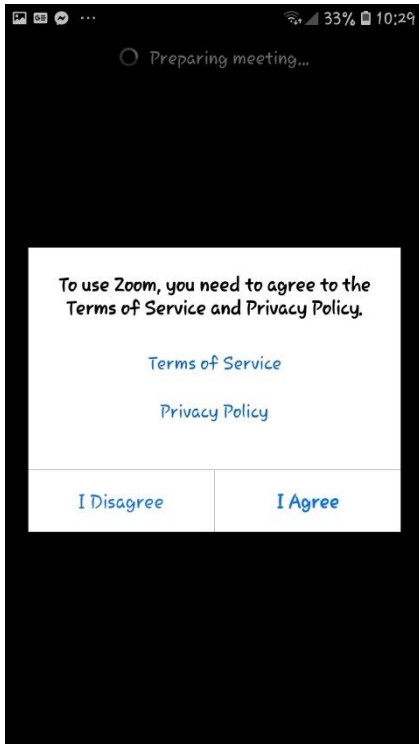 33% 10:29
Preparing meeting...
To use Zoom, you need to agree to the
Terms of Service and Privacy Policy.
Terms of Service
Privacy Policy
I Disagree
I Agree